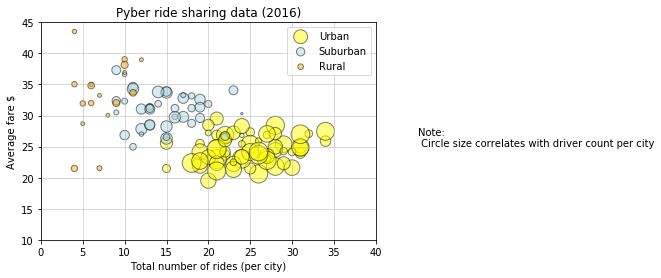 Pyber ride sharing data (2016)
Average fare $
45
40
35
30
25
20
15
10
0 5 10 15 20 25 30 35 40
Total number of rides (per city)
Urban
Suburban
Rural
Note:
Circle size correlates with driver count per city